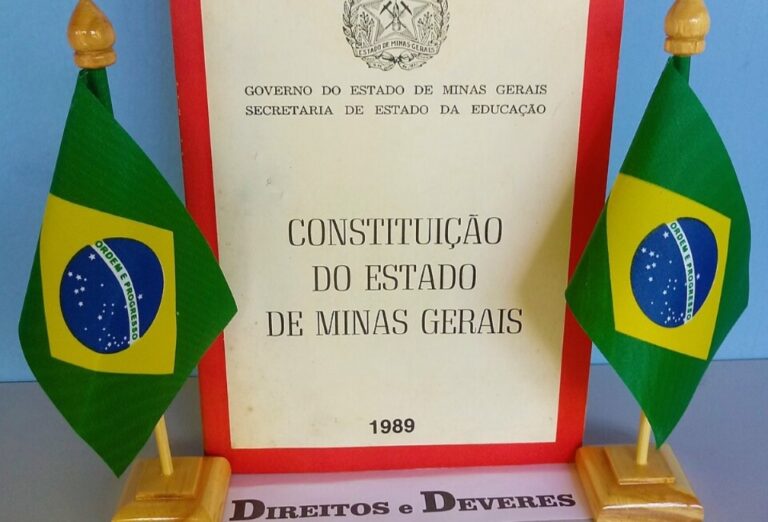 ESTADO DE MINAS GERAIS
GOVERNO DO ESTADO DE MINAS GERAIS
SECRETARIA DE ESTADO DA EDUCAÇÃO
CONSTITUIÇÃO
DO ESTADO
DE MINAS GERAIS
1989
ORDEM E PROGRESSO
ORDEM E PROGRESSO
DIREITOS e DEVERES